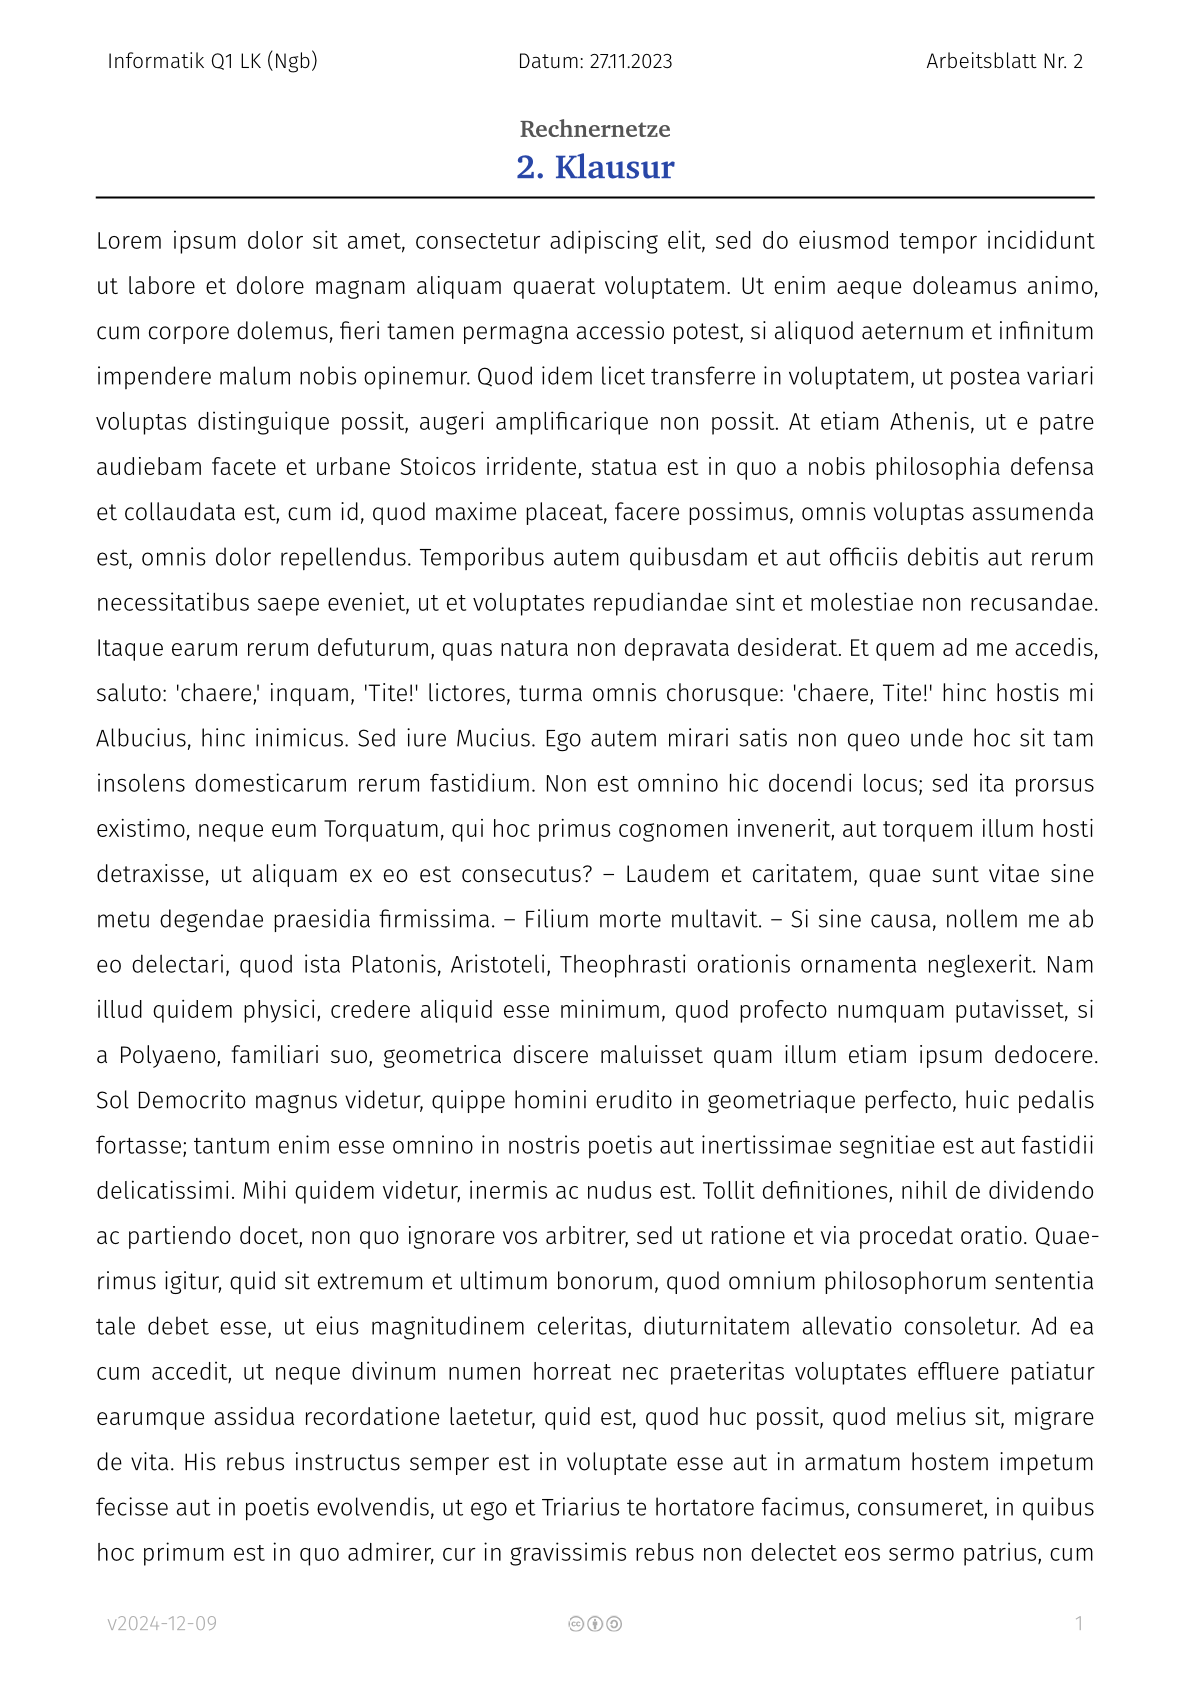 Informatik Q1 LK (Ngb) Datum: 27.11.2023 Arbeitsblatt Nr. 2
Rechnernetze
2. Klausur
Lorem ipsum dolor sit amet, consectetur adipiscing elit, sed do eiusmod tempor incididunt
ut labore et dolore magnam aliquam quaerat voluptatem. Ut enim aeque doleamus animo,
cum corpore dolemus, fieri tamen permagna accessio potest, si aliquod aeternum et infinitum
impendere malum nobis opinemur. Quod idem licet transferre in voluptatem, ut postea variari
voluptas distinguique possit, augeri amplificarique non possit. At etiam Athenis, ut e patre
audiebam facete et urbane Stoicos irridente, statua est in quo a nobis philosophia defensa
et collaudata est, cum id, quod maxime placeat, facere possimus, omnis voluptas assumenda
est, omnis dolor repellendus. Temporibus autem quibusdam et aut officiis debitis aut rerum
necessitatibus saepe eveniet, ut et voluptates repudiandae sint et molestiae non recusandae.
Itaque earum rerum defuturum, quas natura non depravata desiderat. Et quem ad me accedis,
saluto: 'chaere,' inquam, 'Tite!' lictores, turma omnis chorusque: 'chaere, Tite!' hinc hostis mi
Albucius, hinc inimicus. Sed iure Mucius. Ego autem mirari satis non queo unde hoc sit tam
insolens domesticarum rerum fastidium. Non est omnino hic docendi locus; sed ita prorsus
existimo, neque eum Torquatum, qui hoc primus cognomen invenerit, aut torquem illum hosti
detraxisse, ut aliquam ex eo est consecutus? – Laudem et caritatem, quae sunt vitae sine
metu degendae praesidia firmissima. – Filium morte multavit. – Si sine causa, nollem me ab
eo delectari, quod ista Platonis, Aristoteli, Theophrasti orationis ornamenta neglexerit. Nam
illud quidem physici, credere aliquid esse minimum, quod profecto numquam putavisset, si
a Polyaeno, familiari suo, geometrica discere maluisset quam illum etiam ipsum dedocere.
Sol Democrito magnus videtur, quippe homini erudito in geometriaque perfecto, huic pedalis
fortasse; tantum enim esse omnino in nostris poetis aut inertissimae segnitiae est aut fastidii
delicatissimi. Mihi quidem videtur, inermis ac nudus est. Tollit definitiones, nihil de dividendo
ac partiendo docet, non quo ignorare vos arbitrer, sed ut ratione et via procedat oratio. Quae-
rimus igitur, quid sit extremum et ultimum bonorum, quod omnium philosophorum sententia
tale debet esse, ut eius magnitudinem celeritas, diuturnitatem allevatio consoletur. Ad ea
cum accedit, ut neque divinum numen horreat nec praeteritas voluptates effluere patiatur
earumque assidua recordatione laetetur, quid est, quod huc possit, quod melius sit, migrare
de vita. His rebus instructus semper est in voluptate esse aut in armatum hostem impetum
fecisse aut in poetis evolvendis, ut ego et Triarius te hortatore facimus, consumeret, in quibus
hoc primum est in quo admirer, cur in gravissimis rebus non delectet eos sermo patrius, cum
v2024-12-09 1